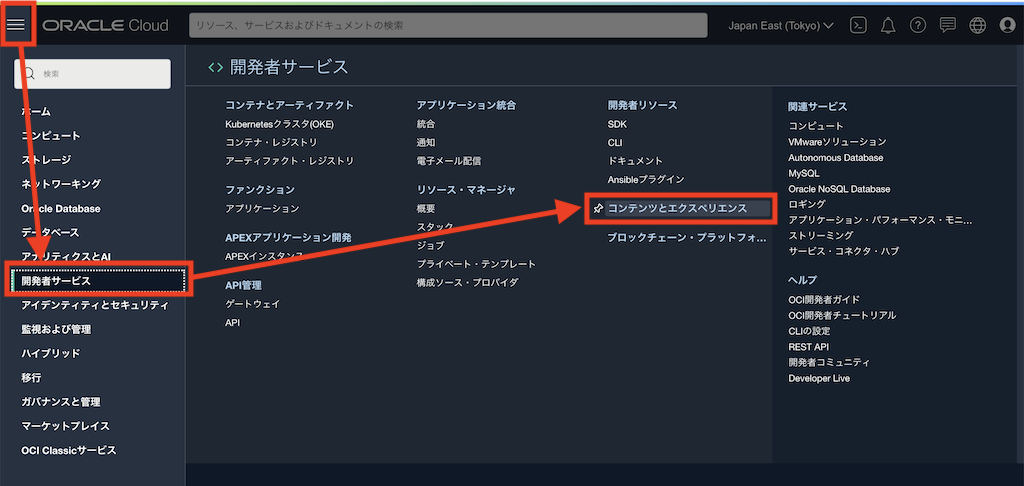 ORACLE Cloud
リソース、サービスおよびドキュメントの検索
Japan East (Tokyo)
検索
ホーム
コンピュート
ストレージ
ネットワーキング
Oracle Database
データベース
アナリティクスとAI
開発者サービス
アイデンティティとセキュリティ
監視および管理
ハイブリッド
移行
ガバナンスと管理
マーケットプレイス
OCI Classicサービス
開発者サービス
コンテナとアーティファクト
Kubernetesクラスタ(OKE)
コンテナ・レジストリ
アーティファクト・レジストリ
ファンクション
アプリケーション
APEXアプリケーション開発
APEXインスタンス
API管理
ゲートウェイ
API
アプリケーション統合
統合
通知
電子メール配信
リソース・マネージャ
概要
スタック
ジョブ
プライベート・テンプレート
構成ソース・プロバイダ
開発者リソース
SDK
CLI
ドキュメント
Ansibleプラグイン
コンテンツとエクスペリエンス
ブロックチェーン・プラットフォ...
関連サービス
コンピュート
VMwareソリューション
Autonomous Database
MySQL
Oracle NoSQL Database
ロギング
アプリケーション・パフォーマンス・モニ...
ストリーミング
サービス・コネクタ・ハブ
ヘルプ
OCI開発者ガイド
OCI開発者チュートリアル
CLIの設定
REST API
開発者コミュニティ
Developer Live